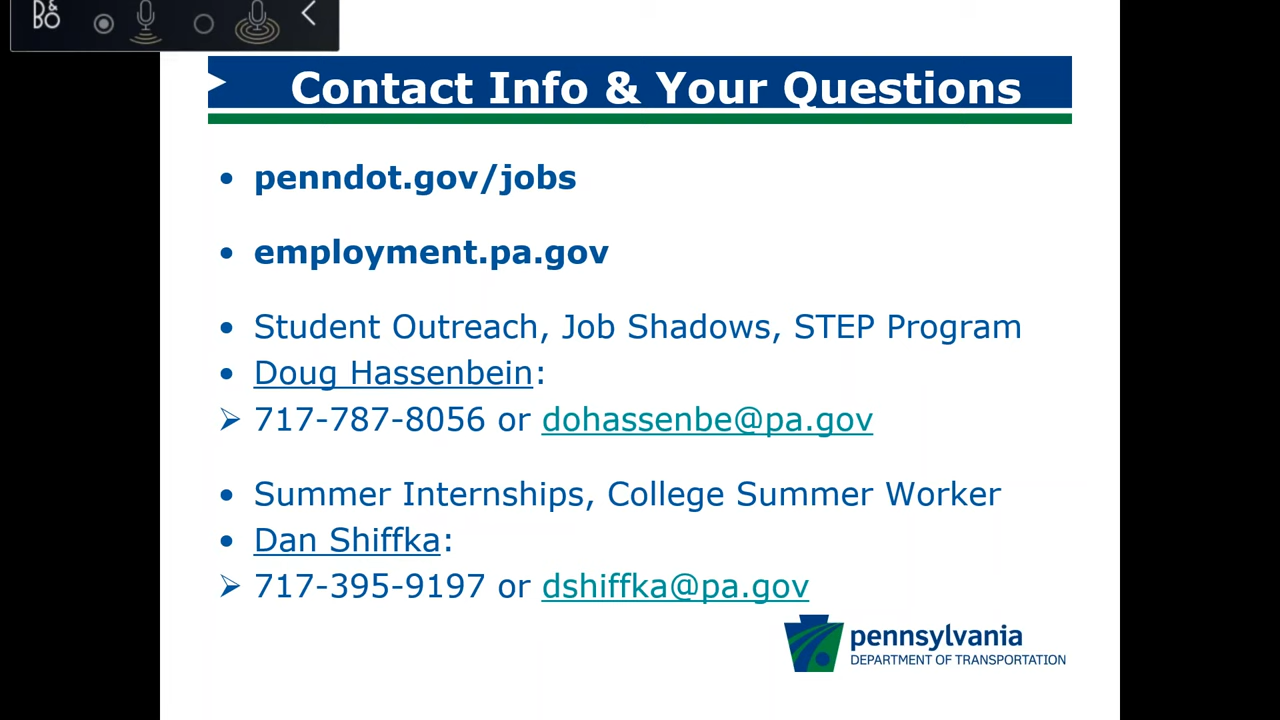 B&O
Contact Info & Your Questions
• penndot.gov/jobs
• employment.pa.gov
• Student Outreach, Job Shadows, STEP Program
• Doug Hassenbein:
➢ 717-787-8056 or dohassenbe@pa.gov
• Summer Internships, College Summer Worker
• Dan Shiffka:
➢ 717-395-9197 or dshiffka@pa.gov
pennsylvania
DEPARTMENT OF TRANSPORTATION